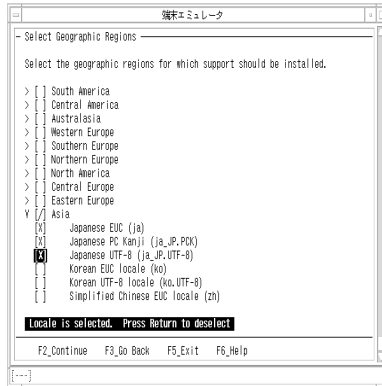 端末エミュレータ
- Select Geographic Regions
Select the geographic regions for which support should be installed.
> [ ] South America
> [ ] Central America
> [ ] Australasia
> [ ] Western Europe
> [ ] Southern Europe
> [ ] Northern Europe
> [ ] North America
> [ ] Central Europe
> [ ] Eastern Europe
V [/] Asia
[X] Japanese EUC (ja)
[X] Japanese PC Kanji (ja_JP.PCK)
[X] Japanese UTF-8 (ja_JP.UTF-8)
[ ] Korean EUC locale (ko)
[ ] Korean UTF-8 locale (ko.UTF-8)
[ ] Simplified Chinese EUC locale (zh)
Locale is selected. Press Return to deselect
F2_Continue F3_Go Back F5_Exit F6_Help
[---]